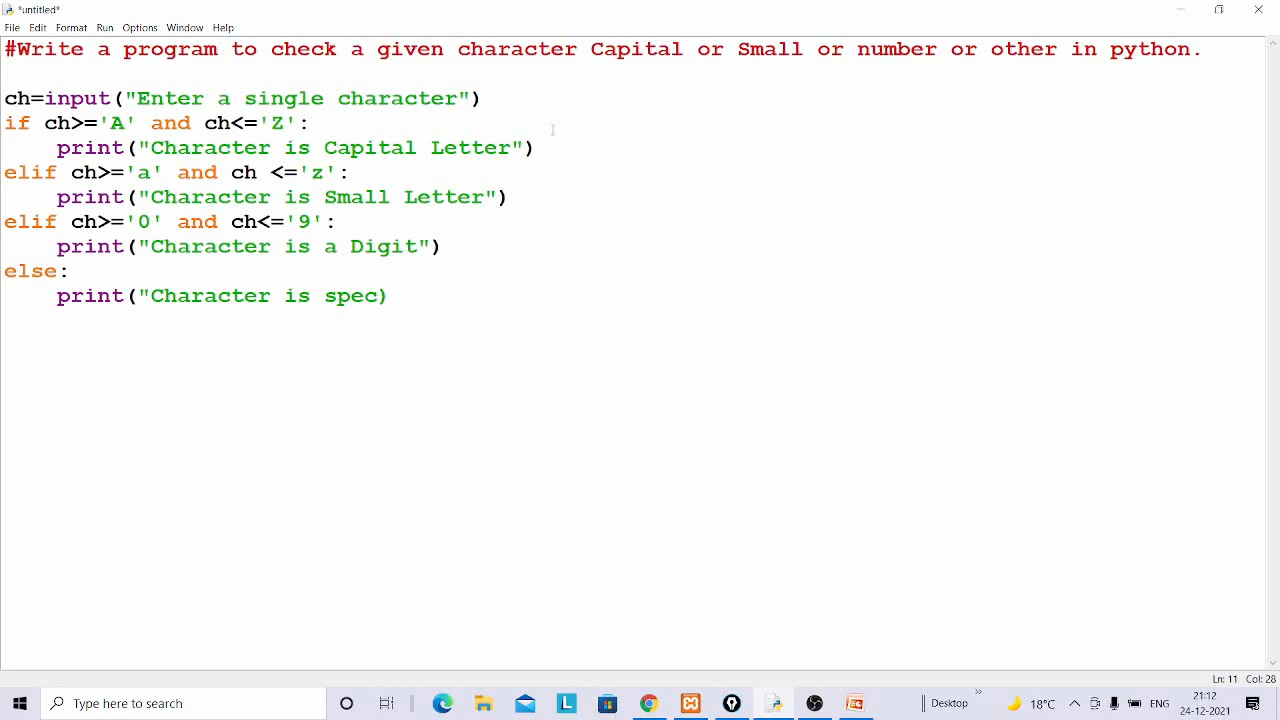 *untitled*
File Edit Format Run Options Window Help
#Write a program to check a given character Capital or Small or number or other in python.
ch=input("Enter a single character")
if ch>='A' and ch<='Z':
    print("Character is Capital Letter")
elif ch>='a' and ch <='z':
    print("Character is Small Letter")
elif ch>='0' and ch<='9':
    print("Character is a Digit")
else:
    print("Character is spec)
Ln: 11 Col: 28
Type here to search
L
Desktop
»
18°C
ENG
21:12
24-12-2021